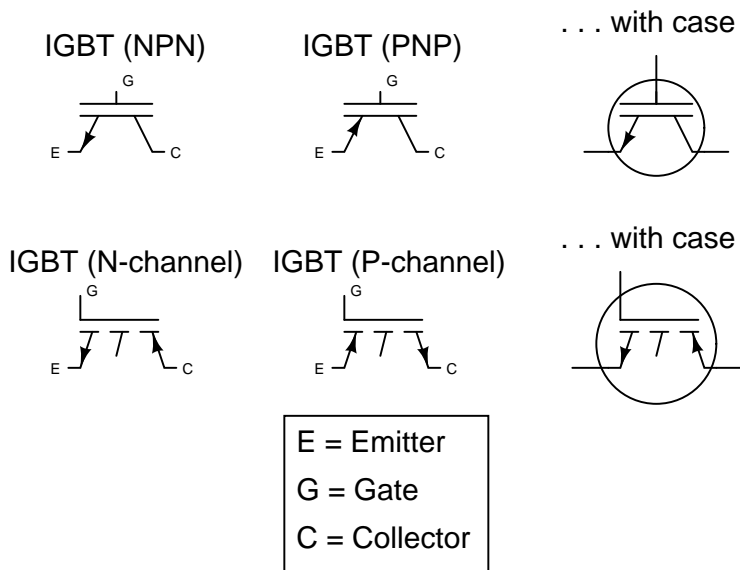 IGBT (NPN)
IGBT (PNP)
. . . with case
G
G
E
C
E
C
IGBT (N-channel)
IGBT (P-channel)
. . . with case
G
G
E
C
E
C
E = Emitter
G = Gate
C = Collector